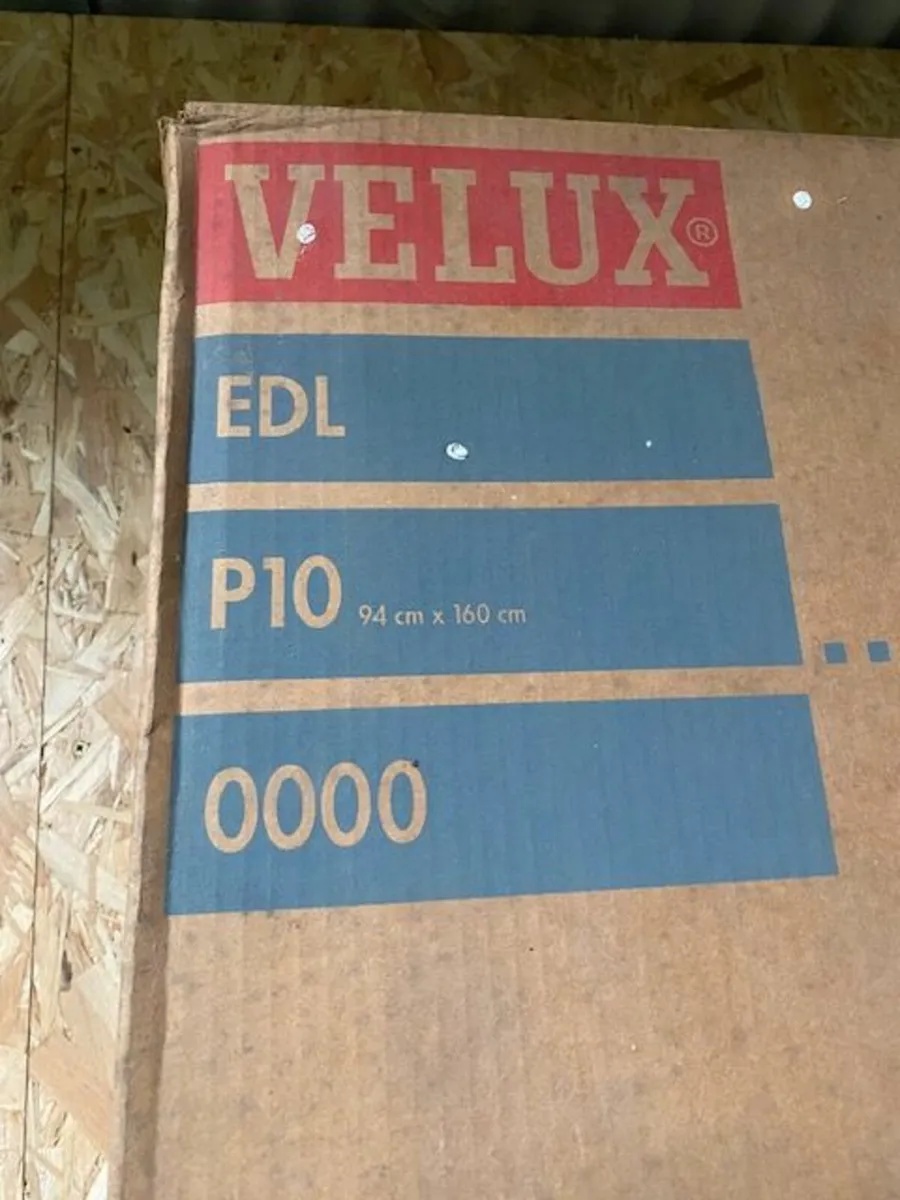 VELUX®
EDL
P10 94 cm x 160 cm
0000